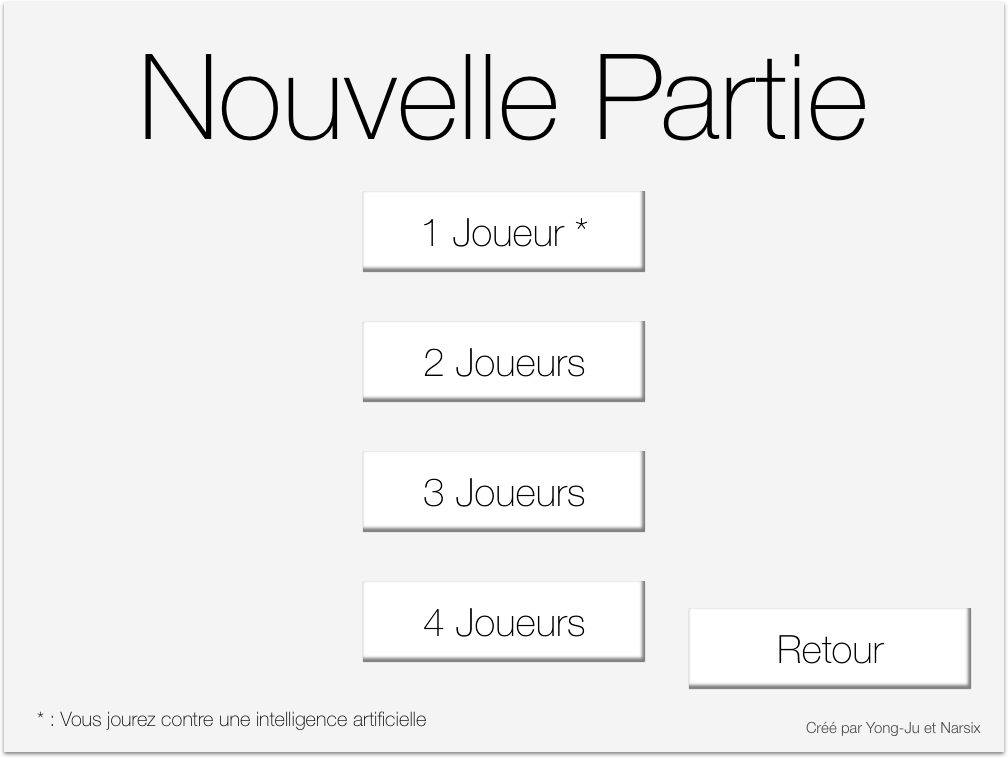 Nouvelle Partie
1 Joueur *
2 Joueurs
3 Joueurs
4 Joueurs
Retour
* : Vous jourez contre une intelligence artificielle
Créé par Yong-Ju et Narsix